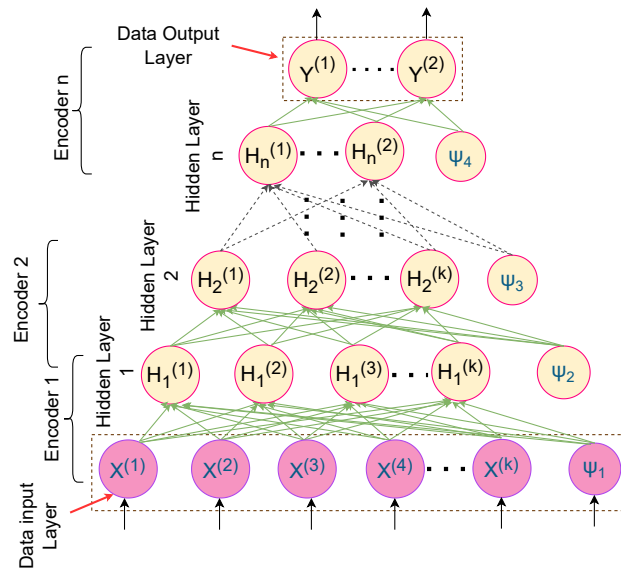 Data Output
Layer
Y(1) Y(2)
Encoder n
Hidden Layer
n
Hn(1) Hn(2) Ψ4
Encoder 2
Hidden Layer
2
H2(1) H2(2) H2(k) Ψ3
Encoder 1
Hidden Layer
1
H1(1) H1(2) H1(3) H1(k) Ψ2
X(1) X(2) X(3) X(4) X(k) Ψ1
Data input
Layer